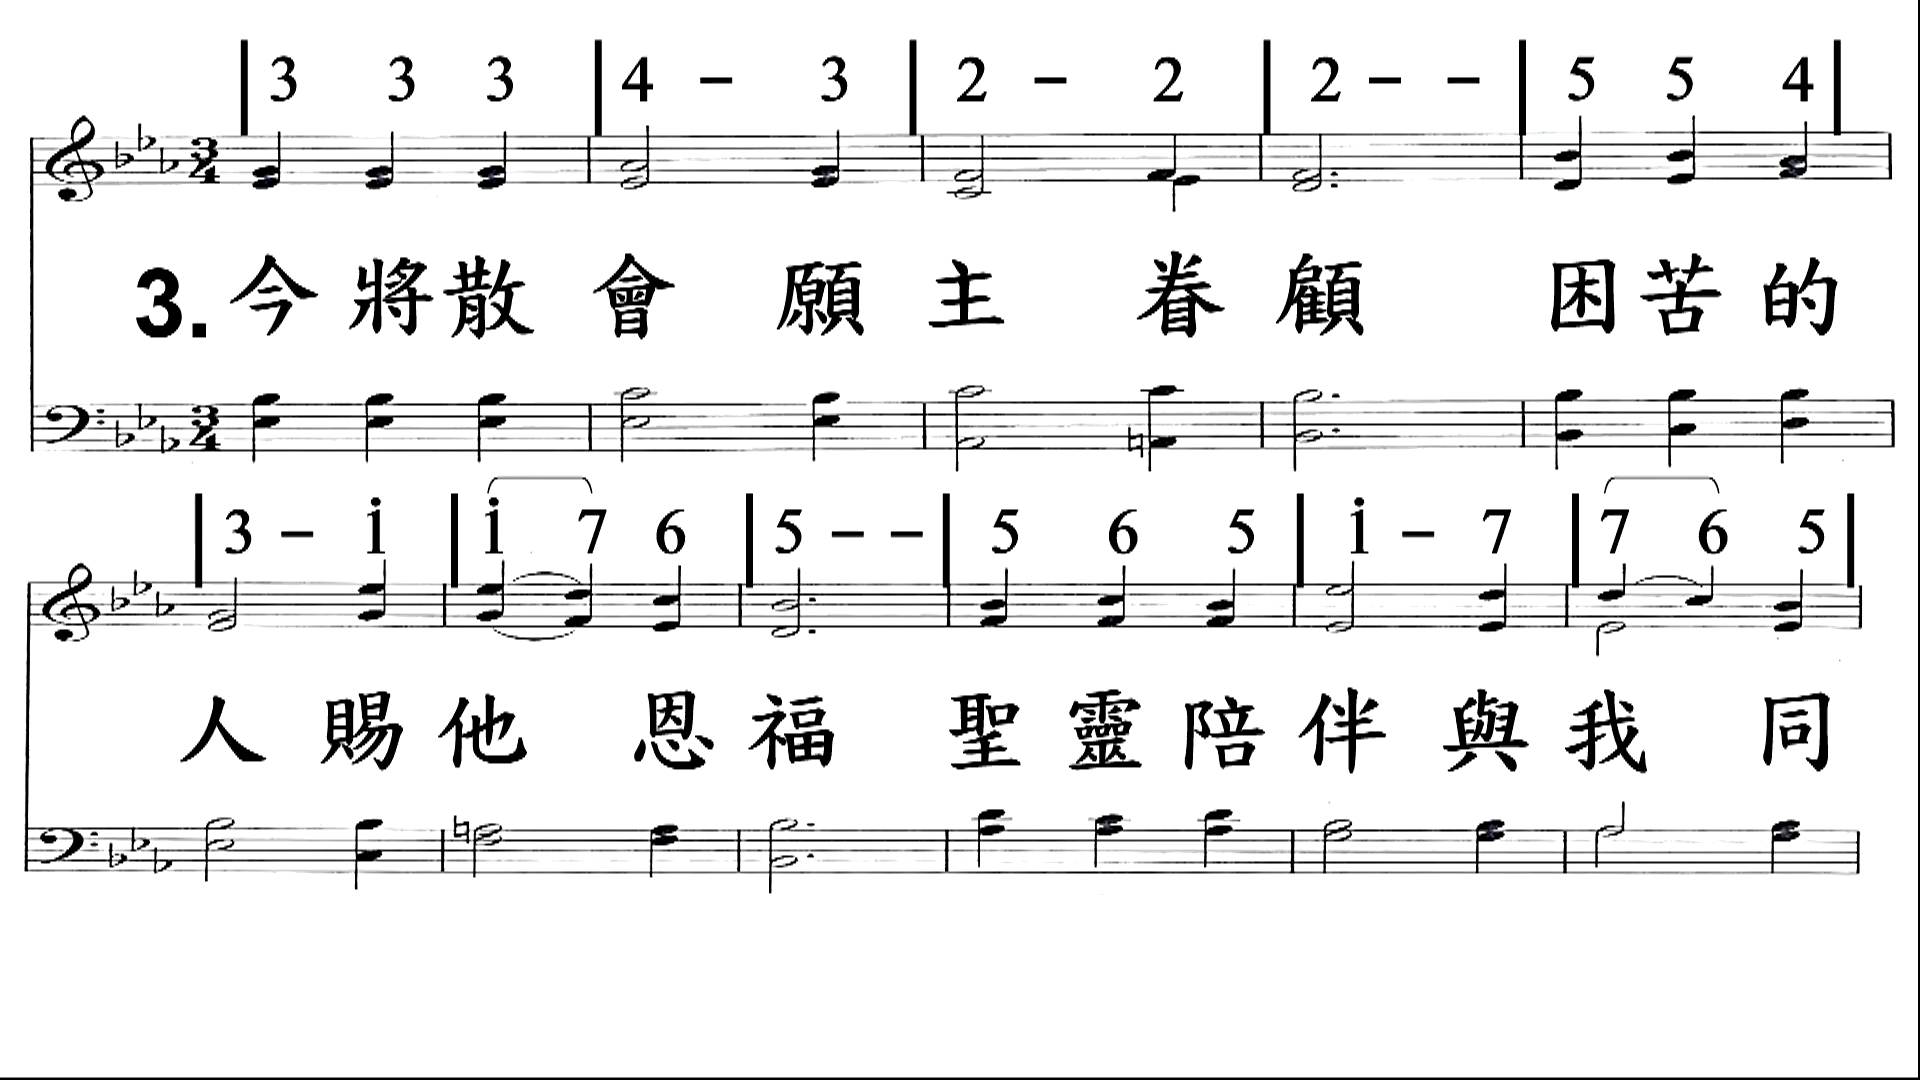 3 3 3 4 – 3 2 – 2 2 – – 5 5 4
3. 今將散會 願主 眷顧 困苦的
3 – i i 7 6 5 – – 5 6 5 i – 7 7 6 5
人 賜他 恩福 聖靈陪伴與我 同